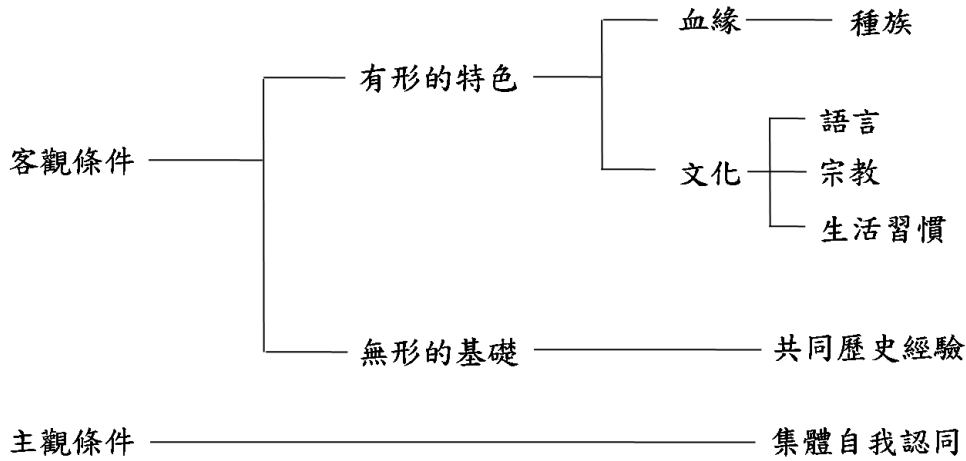 血緣
種族
有形的特色
語言
客觀條件
文化
宗教
生活習慣
無形的基礎
共同歷史經驗
主觀條件
集體自我認同